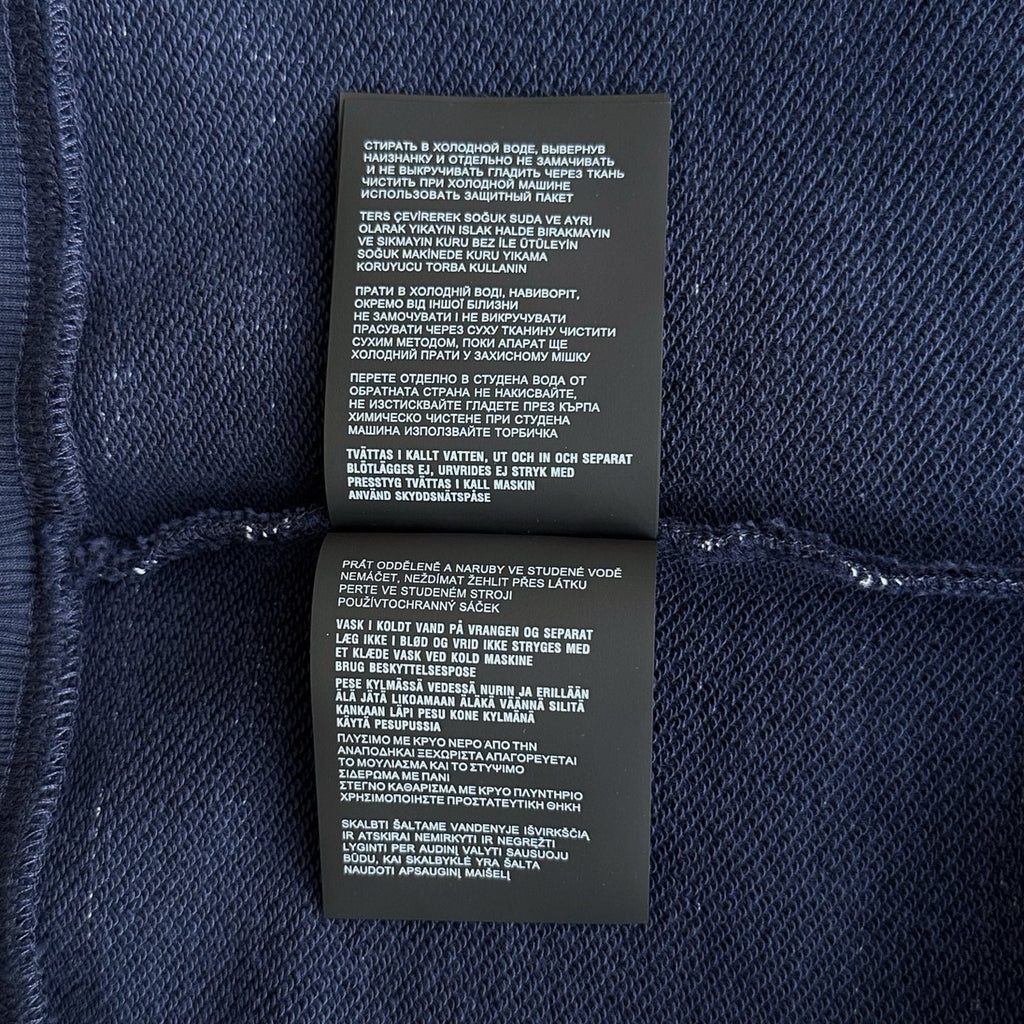 СТИРАТЬ В ХОЛОДНОЙ ВОДЕ, ВЫВЕРНУВ
НАИЗНАНКУ И ОТДЕЛЬНО НЕ ЗАМАЧИВАТЬ
И НЕ ВЫКРУЧИВАТЬ ГЛАДИТЬ ЧЕРЕЗ ТКАНЬ
ЧИСТИТЬ ПРИ ХОЛОДНОЙ МАШИНЕ
ИСПОЛЬЗОВАТЬ ЗАЩИТНЫЙ ПАКЕТ
TERS ÇEVİREREK SOĞUK SUDA VE AYRI
OLARAK YIKAYIN ISLAK HALDE BIRAKMAYIN
VE SIKMAYIN KURU BEZ İLE ÜTÜLEYİN
SOĞUK MAKİNEDE KURU YIKAMA
KORUYUCU TORBA KULLANIN
ПРАТИ В ХОЛОДНІЙ ВОДІ, НАВИВОРІТ,
ОКРЕМО ВІД ІНШОЇ БІЛИЗНИ
НЕ ЗАМОЧУВАТИ І НЕ ВИКРУЧУВАТИ
ПРАСУВАТИ ЧЕРЕЗ СУХУ ТКАНИНУ ЧИСТИТИ
СУХИМ МЕТОДОМ, ПОКИ АПАРАТ ЩЕ
ХОЛОДНИЙ ПРАТИ У ЗАХИСНОМУ МІШКУ
ПЕРЕТЕ ОТДЕЛНО В СТУДЕНА ВОДА ОТ
ОБРАТНАТА СТРАНА НЕ НАКИСВАЙТЕ,
НЕ ИЗСТИСКВАЙТЕ ГЛАДЕТЕ ПРЕЗ КЪРПА
ХИМИЧЕСКО ЧИСТЕНЕ ПРИ СТУДЕНА
МАШИНА ИЗПОЛЗВАЙТЕ ТОРБИЧКА
TVÄTTAS I KALLT VATTEN, UT OCH IN OCH SEPARAT
BLÖTLÄGGES EJ, URVRIDES EJ STRYK MED
PRESSTYG TVÄTTAS I KALL MASKIN
ANVÄND SKYDDSNÄTSPÅSE
PRÁT ODDĚLENĚ A NARUBY VE STUDENÉ VODĚ
NEMÁČET, NEŽDÍMAT ŽEHLIT PŘES LÁTKU
PERTE VE STUDENÉM STROJI
POUŽÍVTOCHRANNÝ SÁČEK
VASK I KOLDT VAND PÅ VRANGEN OG SEPARAT
LÆG IKKE I BLØD OG VRID IKKE STRYGES MED
ET KLÆDE VASK VED KOLD MASKINE
BRUG BESKYTTELSESPOSE
PESE KYLMÄSSÄ VEDESSÄ NURIN JA ERILLÄÄN
ÄLÄ JÄTÄ LIKOAMAAN ÄLÄKÄ VÄÄNNÄ SILITÄ
KANKAAN LÄPI PESU KONE KYLMÄNÄ
KÄYTÄ PESUPUSSIA
ΠΛΥΣΙΜΟ ΜΕ ΚΡΥΟ ΝΕΡΟ ΑΠΟ ΤΗΝ
ΑΝΑΠΟΔΗΚΑΙ ΞΕΧΩΡΙΣΤΑ ΑΠΑΓΟΡΕΥΕΤΑΙ
ΤΟ ΜΟΥΛΙΑΣΜΑ ΚΑΙ ΤΟ ΣΤΥΨΙΜΟ
ΣΙΔΕΡΩΜΑ ΜΕ ΠΑΝΙ
ΣΤΕΓΝΟ ΚΑΘΑΡΙΣΜΑ ΜΕ ΚΡΥΟ ΠΛΥΝΤΗΡΙΟ
ΧΡΗΣΙΜΟΠΟΙΗΣΤΕ ΠΡΟΣΤΑΤΕΥΤΙΚΗ ΘΗΚΗ
SKALBTI ŠALTAME VANDENYJE IŠVIRKŠČIĄ
IR ATSKIRAI NEMIRKYTI IR NEGRĘŽTI
LYGINTI PER AUDINĮ VALYTI SAUSUOJU
BŪDU, KAI SKALBYKLĖ YRA ŠALTA
NAUDOTI APSAUGINĮ MAIŠELĮ